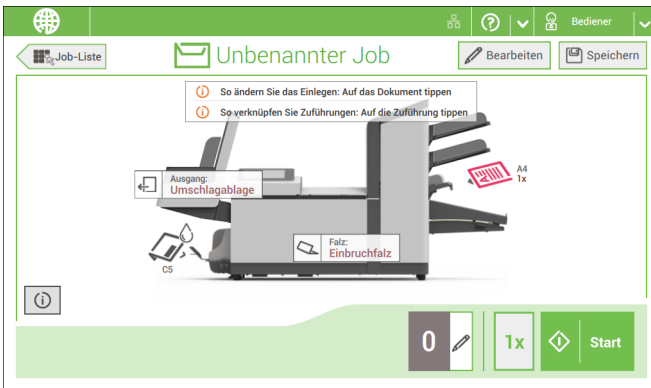 Bediener
Job-Liste
Unbenannter Job
Bearbeiten
Speichern
So ändern Sie das Einlegen: Auf das Dokument tippen
So verknüpfen Sie Zuführungen: Auf die Zuführung tippen
A4
1x
Ausgang:
Umschlagablage
Falz:
Einbruchfalz
C5
0
1x
Start